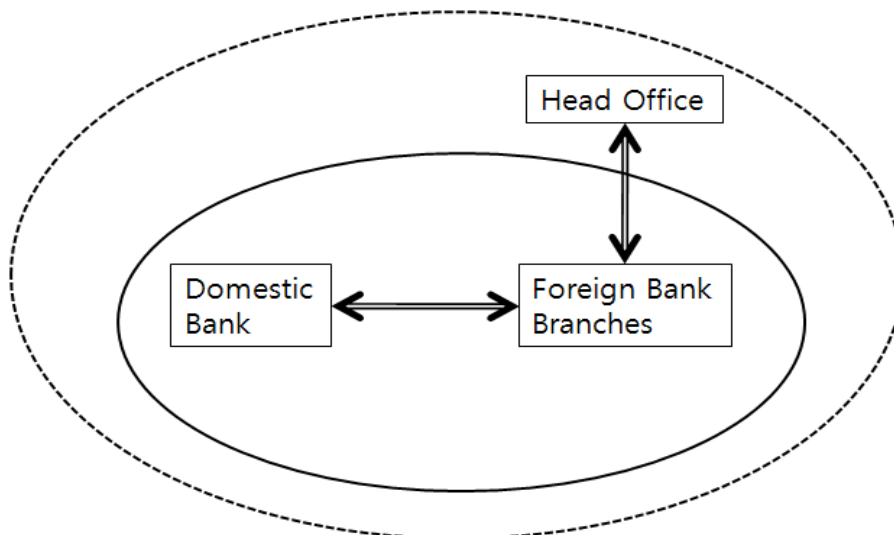 Head Office
Domestic
Bank
Foreign Bank
Branches